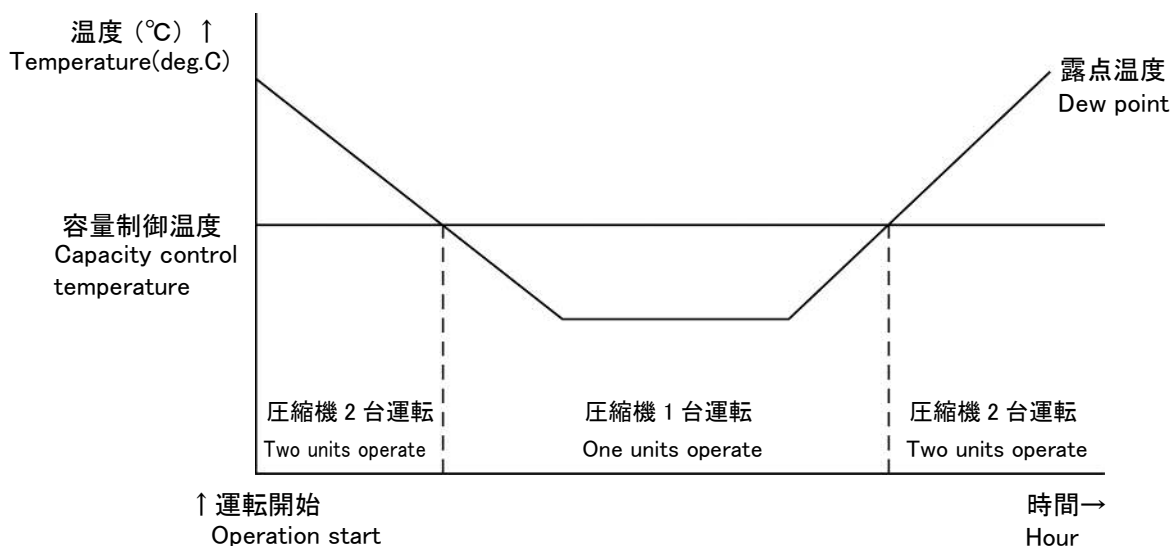 温度（℃）↑
Temperature(deg.C)
露点温度
Dew point
容量制御温度
Capacity control
temperature
圧縮機 2 台運転
Two units operate
圧縮機 1 台運転
One units operate
圧縮機 2 台運転
Two units operate
↑運転開始
Operation start
時間→
Hour